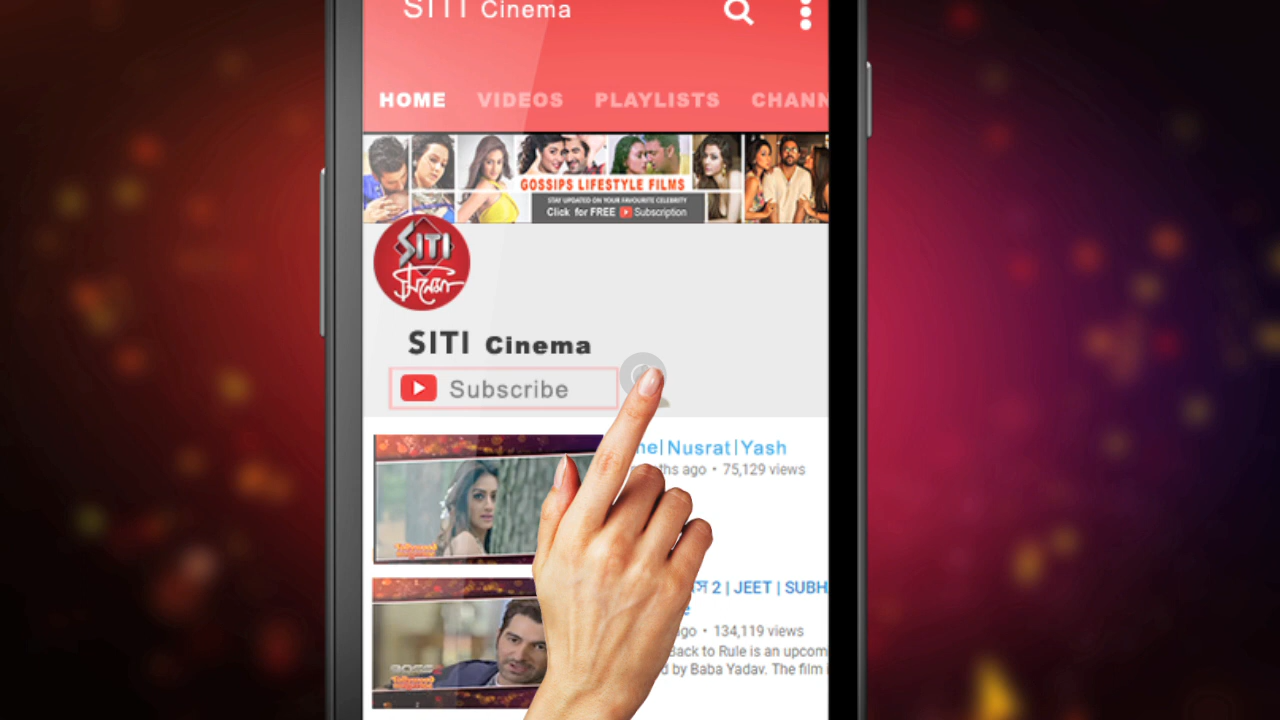 SITI Cinema
HOME VIDEOS PLAYLISTS CHANN
GOSSIPS LIFESTYLE FILMS
STAY UPDATED ON YOUR FAVOURITE CELEBRITY
Click for FREE Subscription
SITI
সিনেমা
SITI Cinema
Subscribe
ne|Nusrat|Yash
ths ago • 75,129 views
2 | JEET | SUBH
e
ago • 134,119 views
Back to Rule is an upcom
d by Baba Yadav. The film i
BOSS 2